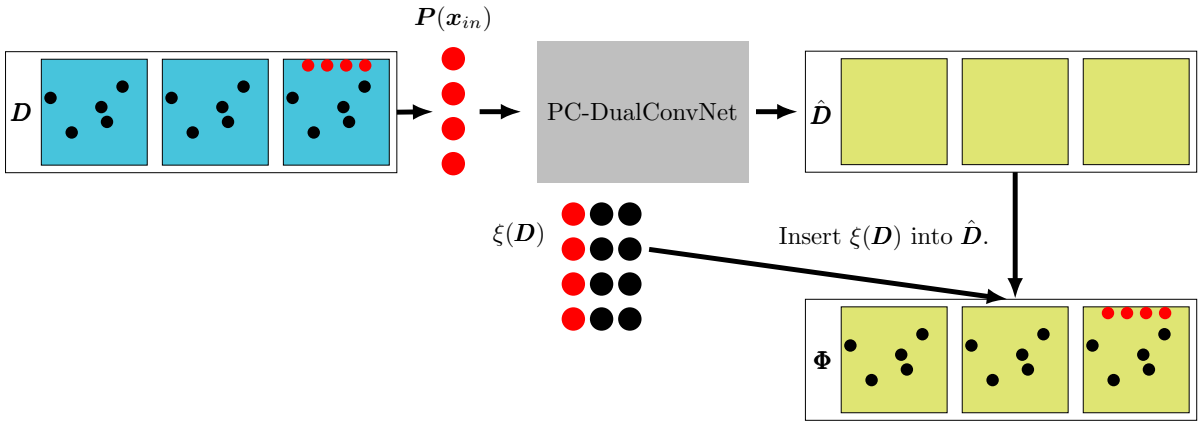 P(x_in)
D
PC-DualConvNet
D̂
ξ(D)
Insert ξ(D) into D̂.
Φ